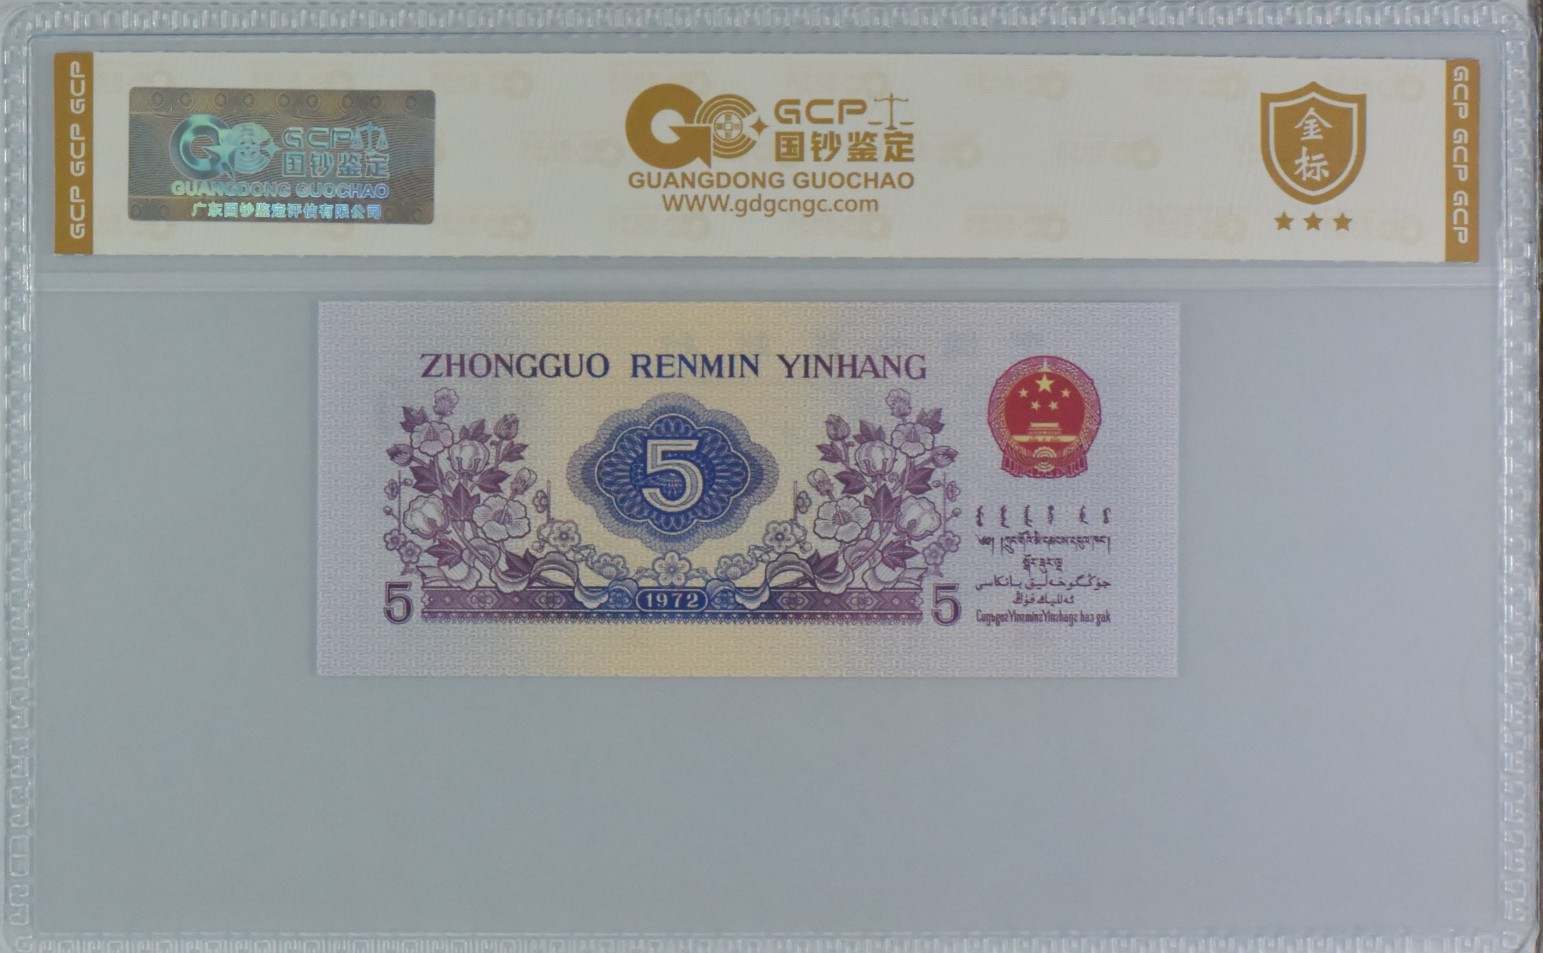 GCP GCP GCP
GCP
国钞鉴定
GUANGDONG GUOCHAO
广东国钞鉴定评估有限公司
GCP
国钞鉴定
GUANGDONG GUOCHAO
WWW.gdgcngc.com
金
标
GCP GCP GCP
ZHONGGUO RENMIN YINHANG
5
5
1972
5